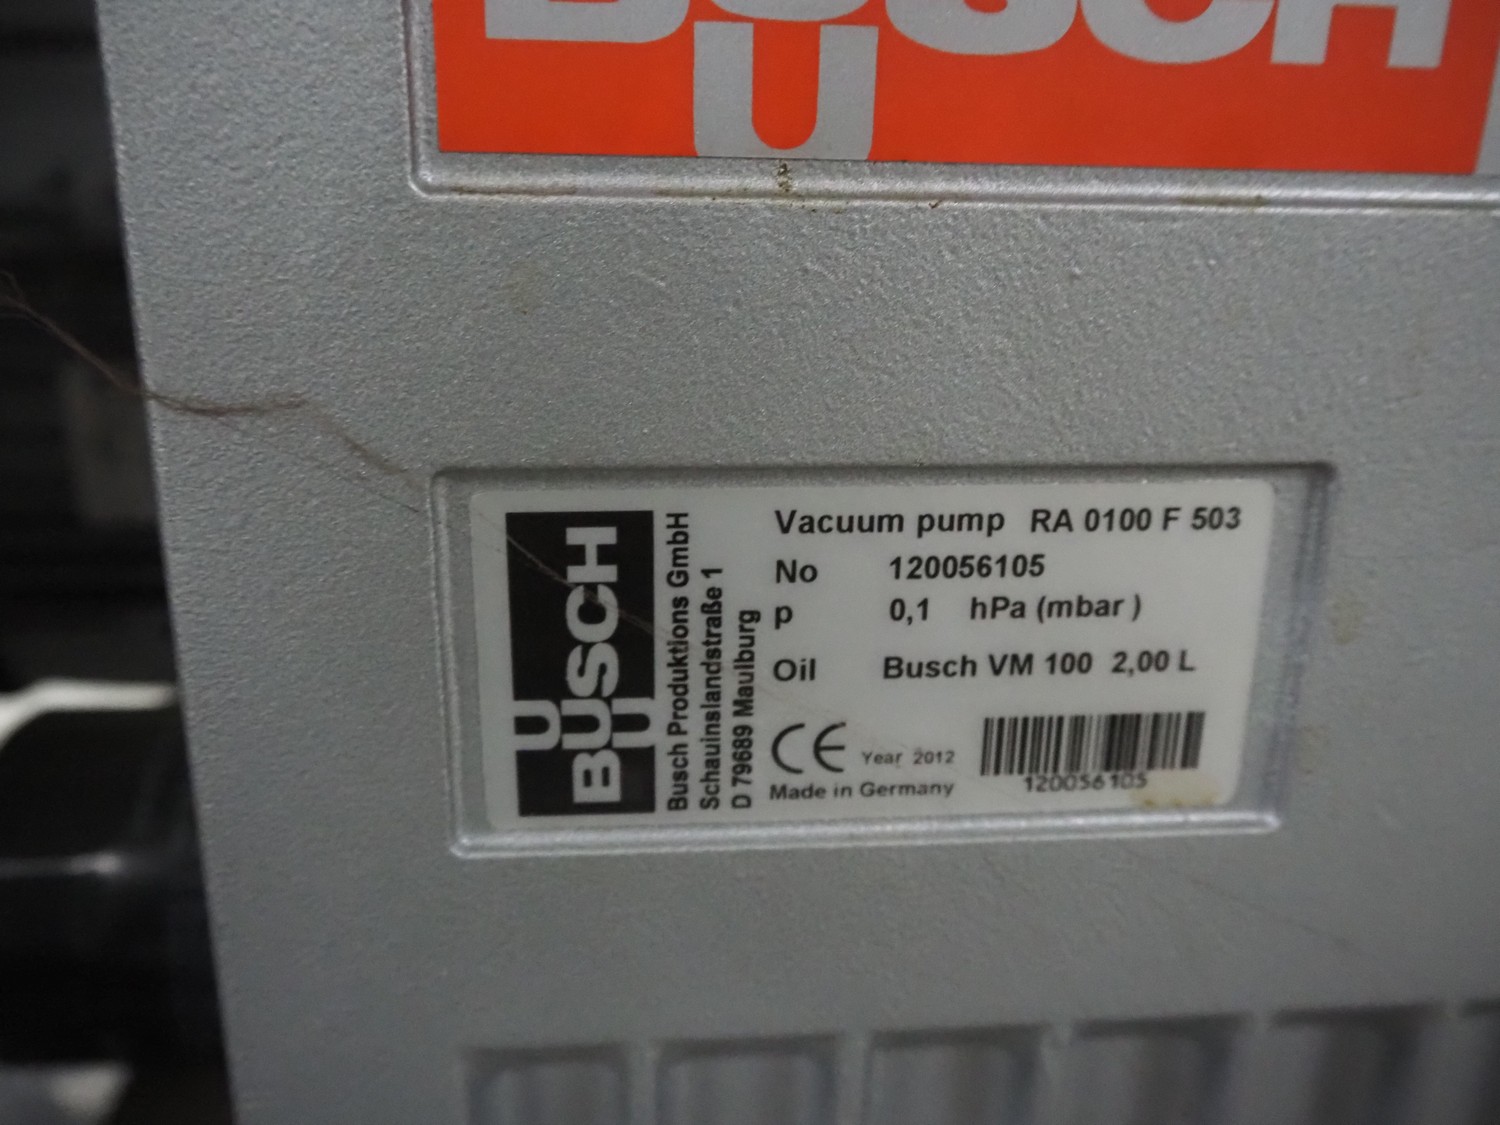 BUSCH
U
Vacuum pump RA 0100 F 503
No 120056105
p 0,1 hPa (mbar )
Oil Busch VM 100 2,00 L
CE Year 2012
Made in Germany
120056105
U
BUSCH
U
Busch Produktions GmbH
Schauinslandstraße 1
D 79689 Maulburg